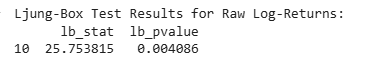 Ljung-Box Test Results for Raw Log-Returns:
lb_stat lb_pvalue
10 25.753815 0.004086